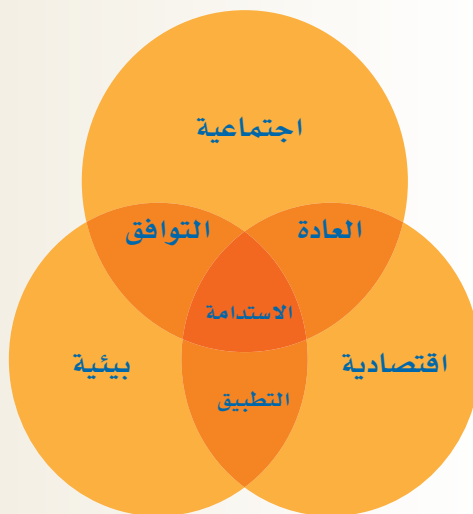 اجتماعية
العادة
التوافق
الاستدامة
اقتصادية
بيئية
التطبيق